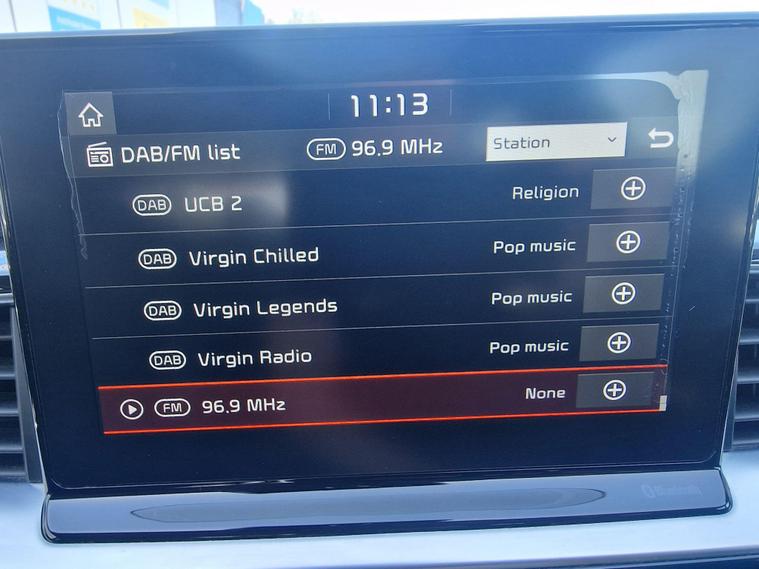 11:13
DAB/FM list FM 96.9 MHz Station
DAB UCB 2 Religion
DAB Virgin Chilled Pop music
DAB Virgin Legends Pop music
DAB Virgin Radio Pop music
FM 96.9 MHz None
Bluetooth